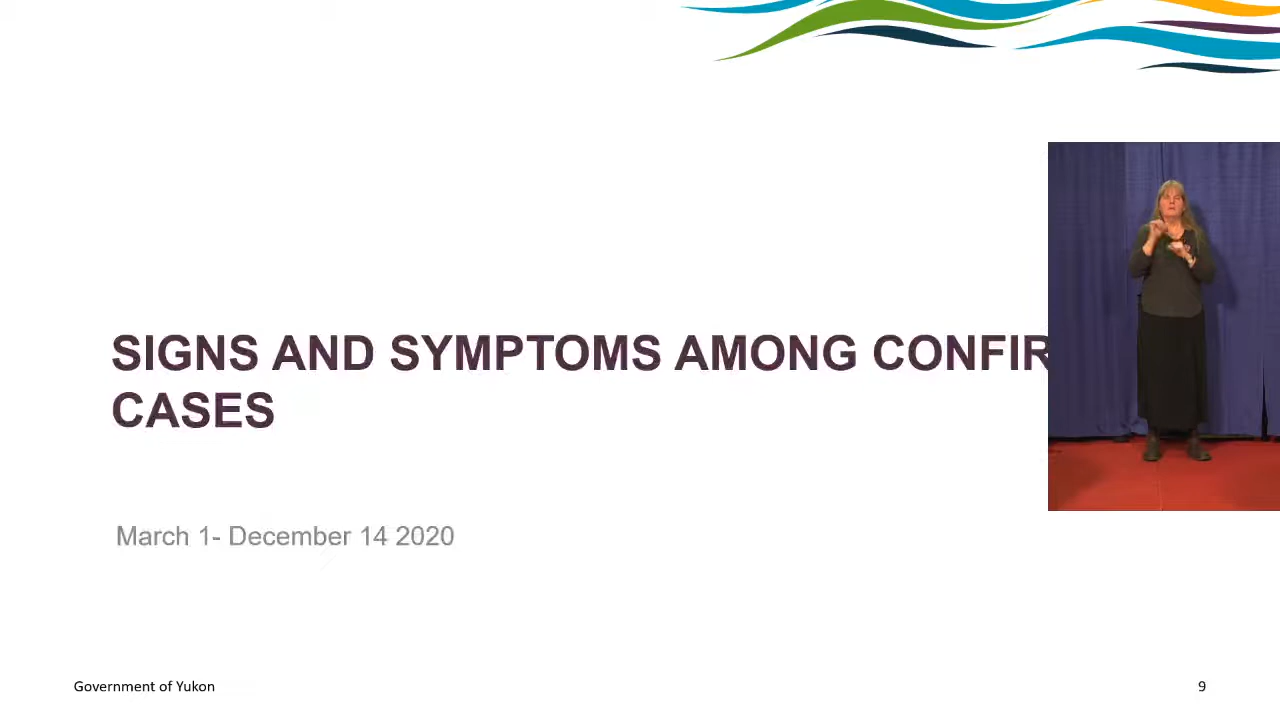 SIGNS AND SYMPTOMS AMONG CONFIR
CASES
March 1- December 14 2020
Government of Yukon
9